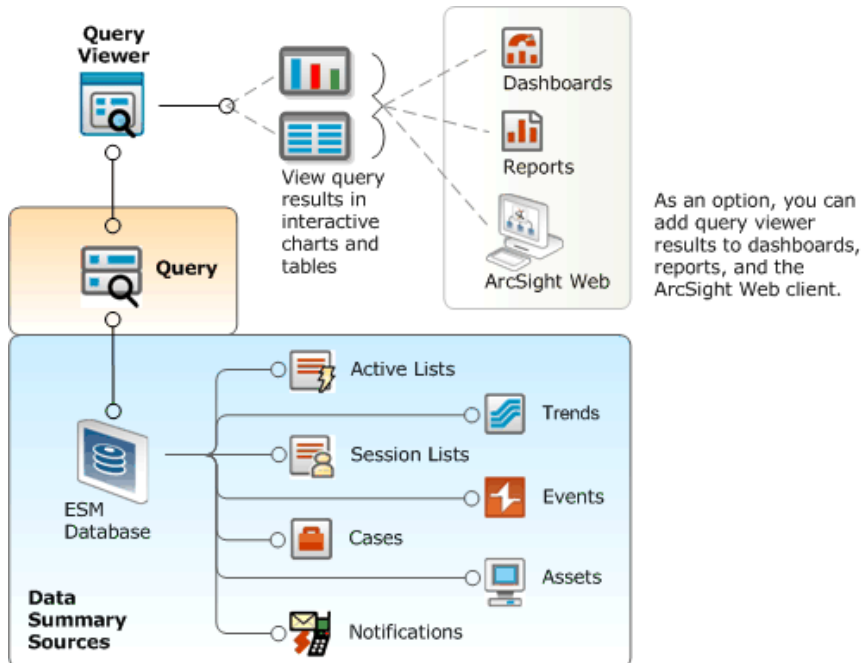 Query
Viewer
View query
results in
interactive
charts and
tables
Dashboards
Reports
ArcSight Web
As an option, you can
add query viewer
results to dashboards,
reports, and the
ArcSight Web client.
Query
ESM
Database
Active Lists
Trends
Session Lists
Events
Cases
Assets
Notifications
Data
Summary
Sources